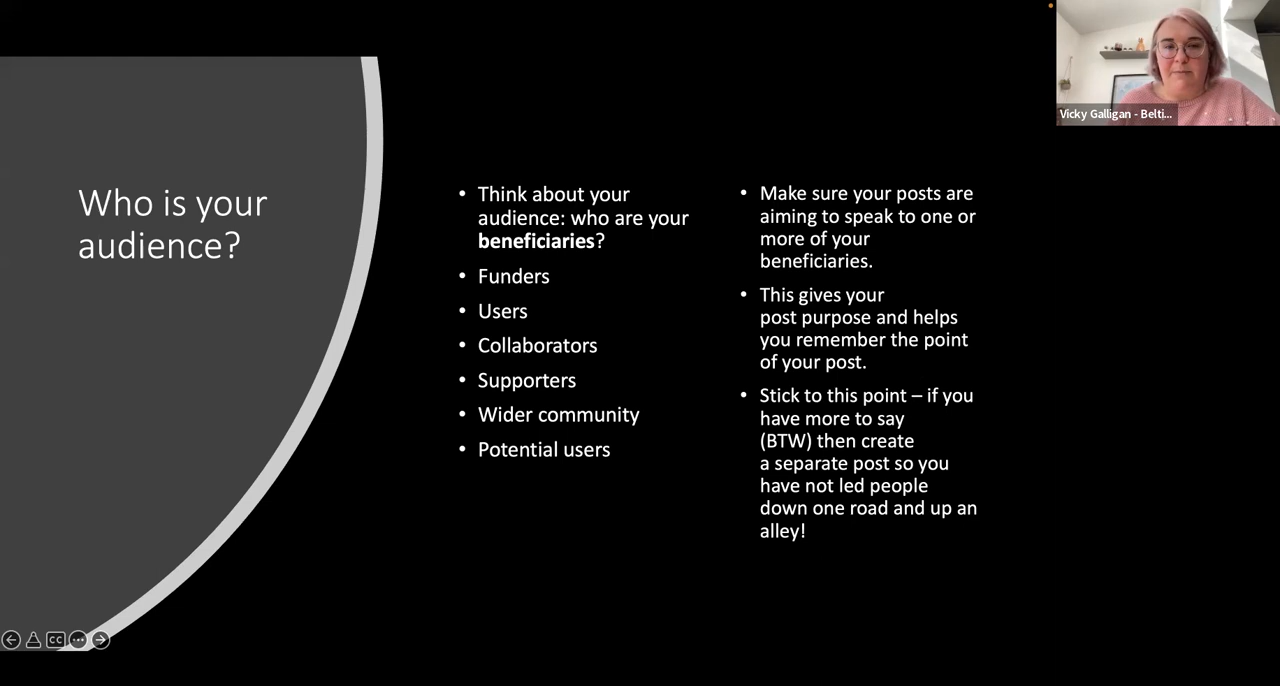 Who is your
audience?
• Think about your
audience: who are your
beneficiaries?
• Funders
• Users
• Collaborators
• Supporters
• Wider community
• Potential users
• Make sure your posts are
aiming to speak to one or
more of your
beneficiaries.
• This gives your
post purpose and helps
you remember the point
of your post.
• Stick to this point – if you
have more to say
(BTW) then create
a separate post so you
have not led people
down one road and up an
alley!
Vicky Galligan - Belti...
CC